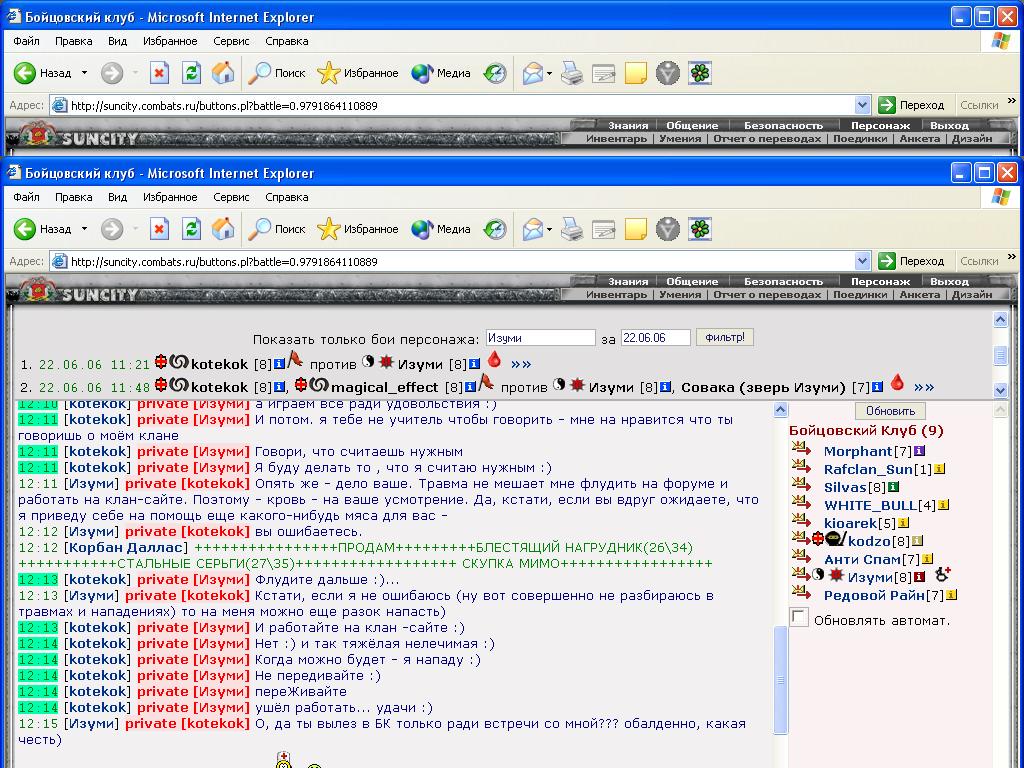 Бойцовский клуб - Microsoft Internet Explorer
Файл Правка Вид Избранное Сервис Справка
Назад Поиск Избранное Медиа
Адрес: http://suncity.combats.ru/buttons.pl?battle=0.9791864110889 Переход Ссылки »
SUNCITY Знания | Общение | Безопасность | Персонаж | Выход
Инвентарь | Умения | Отчет о переводах | Поединки | Анкета | Дизайн
Бойцовский клуб - Microsoft Internet Explorer
Файл Правка Вид Избранное Сервис Справка
Назад Поиск Избранное Медиа
Адрес: http://suncity.combats.ru/buttons.pl?battle=0.9791864110889 Переход Ссылки »
SUNCITY Знания | Общение | Безопасность | Персонаж | Выход
Инвентарь | Умения | Отчет о переводах | Поединки | Анкета | Дизайн
Показать только бои персонажа: Изуми за 22.06.06 Фильтр!
1. 22.06.06 11:21 kotekok [8] против Изуми [8] »»
2. 22.06.06 11:48 kotekok [8], magical_effect [8] против Изуми [8], Совака (зверь Изуми) [7] »»
12:10 [kotekok] private [Изуми] а играем все ради удовольствия :)
12:11 [kotekok] private [Изуми] И потом. я тебе не учитель чтобы говорить - мне на нравится что ты
говоришь о моём клане
12:11 [kotekok] private [Изуми] Говори, что считаешь нужным
12:11 [kotekok] private [Изуми] Я буду делать то , что я считаю нужным :)
12:11 [Изуми] private [kotekok] Опять же - дело ваше. Травма не мешает мне флудить на форуме и
работать на клан-сайте. Поэтому - кровь - на ваше усмотрение. Да, кстати, если вы вдруг ожидаете, что
я приведу себе на помощь еще какого-нибудь мяса для вас -
12:12 [Изуми] private [kotekok] вы ошибаетесь.
12:12 [Корбан Даллас] ++++++++++++++++ПРОДАМ+++++++++БЛЕСТЯЩИЙ НАГРУДНИК(26\34)
+++++++++++СТАЛЬНЫЕ СЕРЬГИ(27\35)++++++++++++++++++ СКУПКА МИМО+++++++++++++++++
12:13 [kotekok] private [Изуми] Флудите дальше :)...
12:13 [Изуми] private [kotekok] Кстати, если я не ошибаюсь (ну вот совершенно не разбираюсь в
травмах и нападениях) то на меня можно еще разок напасть)
12:13 [kotekok] private [Изуми] И работайте на клан -сайте :)
12:14 [kotekok] private [Изуми] Нет :) и так тяжёлая нелечимая :)
12:14 [kotekok] private [Изуми] Когда можно будет - я нападу :)
12:14 [kotekok] private [Изуми] Не передивайте :)
12:14 [kotekok] private [Изуми] переЖивайте
12:14 [kotekok] private [Изуми] ушёл работать... удачи :)
12:15 [Изуми] private [kotekok] О, да ты вылез в БК только ради встречи со мной??? обалденно, какая
честь)
Обновить
Бойцовский Клуб (9)
Morphant[7]
Rafclan_Sun[1]
Silvas[8]
WHITE_BULL[4]
kioarek[5]
kodzo[8]
Анти Спам[7]
Изуми[8]
Редовой Райн[7]
Обновлять автомат.